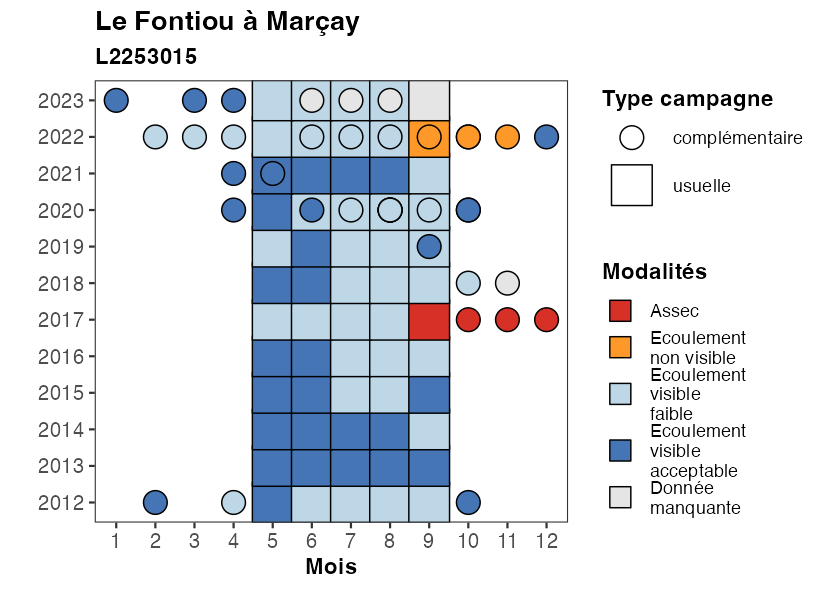 Le Fontiou à Marçay
L2253015
2023
2022
2021
2020
2019
2018
2017
2016
2015
2014
2013
2012
1 2 3 4 5 6 7 8 9 10 11 12
Mois
Type campagne
complémentaire
usuelle
Modalités
Assec
Ecoulement
non visible
Ecoulement
visible
faible
Ecoulement
visible
acceptable
Donnée
manquante